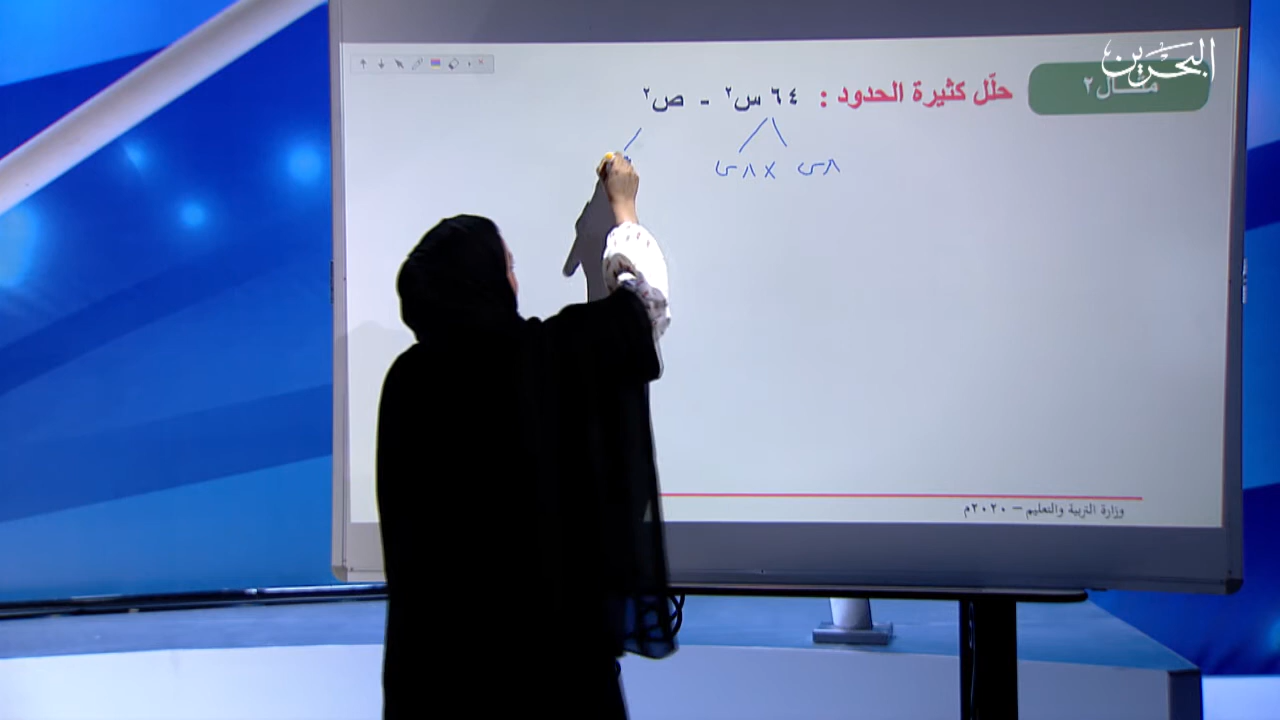 البحرين
مثال ٢
حلّل كثيرة الحدود : ٦٤ س٢ - ص٢
٨س × ٨س
وزارة التربية والتعليم – ٢٠٢٠م